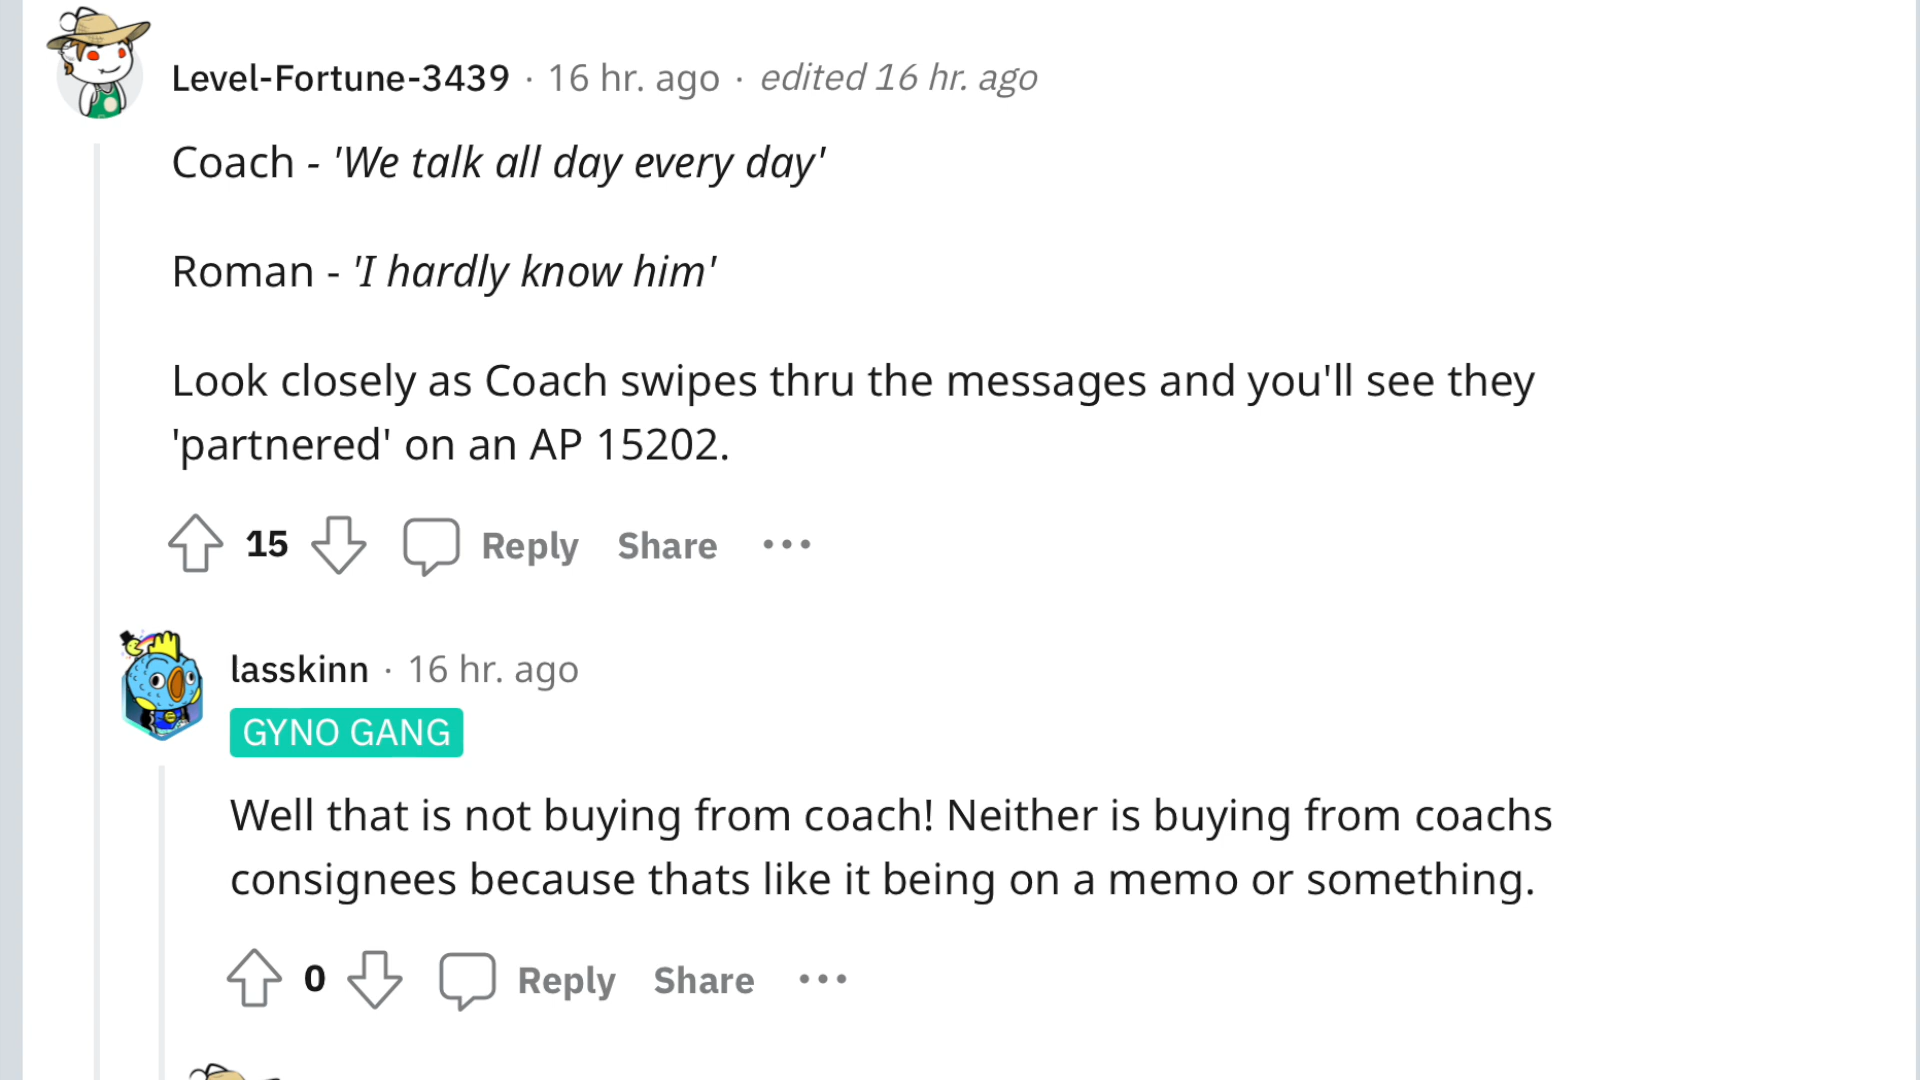 Level-Fortune-3439 · 16 hr. ago · edited 16 hr. ago
Coach - 'We talk all day every day'
Roman - 'I hardly know him'
Look closely as Coach swipes thru the messages and you'll see they
'partnered' on an AP 15202.
15 Reply Share ···
lasskinn · 16 hr. ago
GYNO GANG
Well that is not buying from coach! Neither is buying from coachs
consignees because thats like it being on a memo or something.
0 Reply Share ···